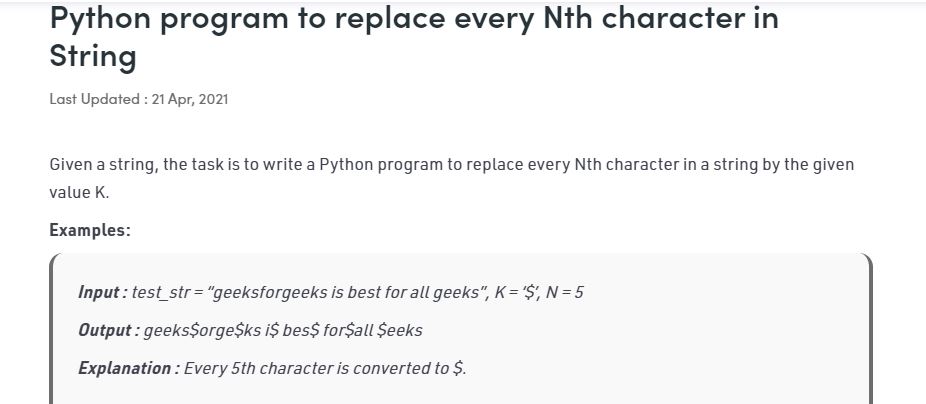 Python program to replace every Nth character in
String
Last Updated : 21 Apr, 2021
Given a string, the task is to write a Python program to replace every Nth character in a string by the given
value K.
Examples:
Input : test_str = "geeksforgeeks is best for all geeks", K = '$', N = 5
Output : geeks$orge$ks i$ bes$ for$all $eeks
Explanation : Every 5th character is converted to $.